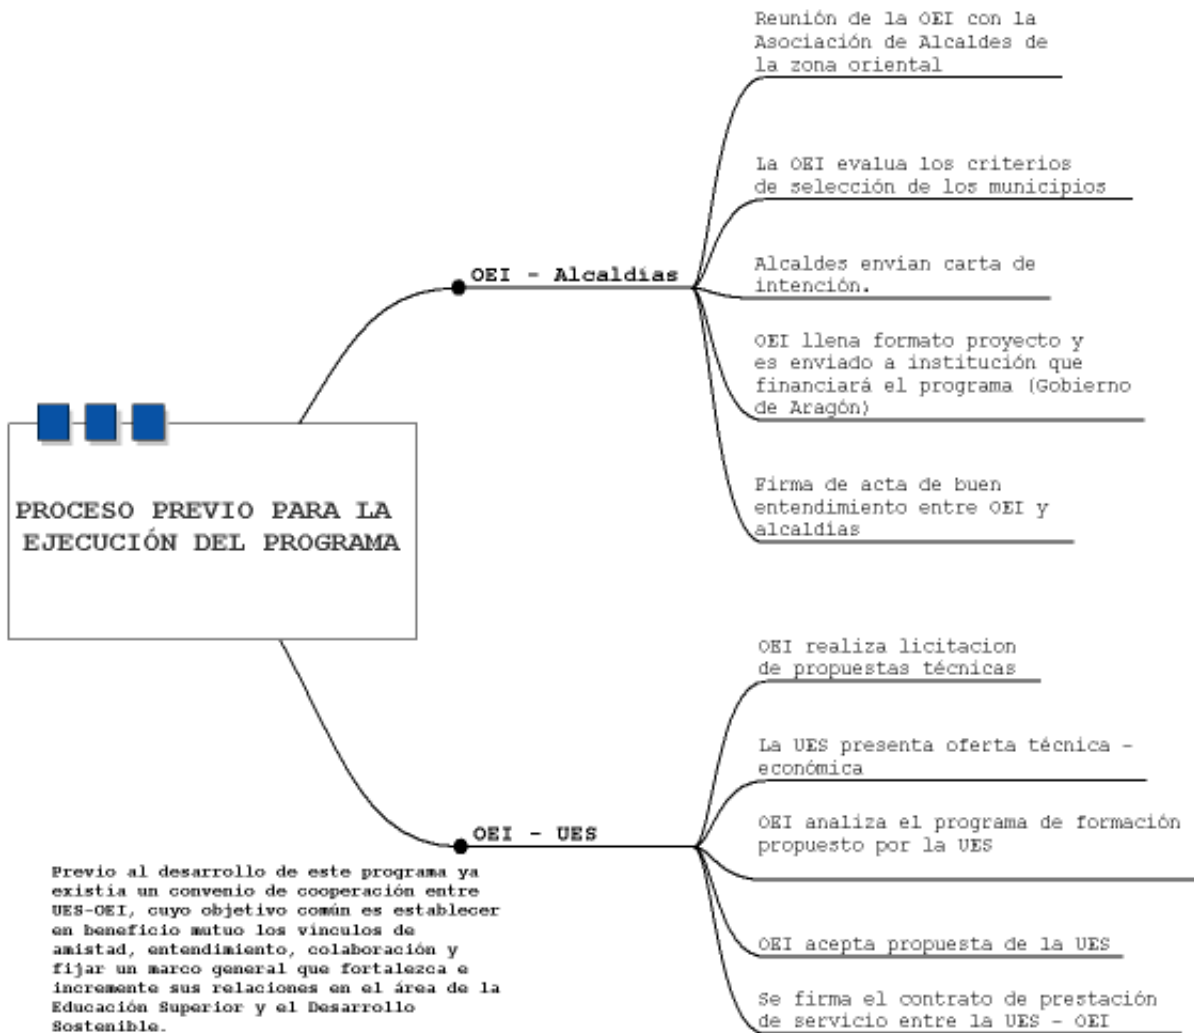 Reunión de la OEI con la
Asociación de Alcaldes de
la zona oriental
La OEI evalua los criterios
de selección de los municipios
OEI - Alcaldías
Alcaldes envian carta de
intención.
OEI llena formato proyecto y
es enviado a institución que
financiará el programa (Gobierno
de Aragón)
Firma de acta de buen
entendimiento entre OEI y
alcaldías
PROCESO PREVIO PARA LA
EJECUCIÓN DEL PROGRAMA
OEI realiza licitacion
de propuestas técnicas
La UES presenta oferta técnica -
económica
OEI - UES
OEI analiza el programa de formación
propuesto por la UES
OEI acepta propuesta de la UES
Se firma el contrato de prestación
de servicio entre la UES - OEI
Previo al desarrollo de este programa ya
existía un convenio de cooperación entre
UES-OEI, cuyo objetivo común es establecer
en beneficio mutuo los vínculos de
amistad, entendimiento, colaboración y
fijar un marco general que fortalezca e
incremente sus relaciones en el área de la
Educación Superior y el Desarrollo
Sostenible.